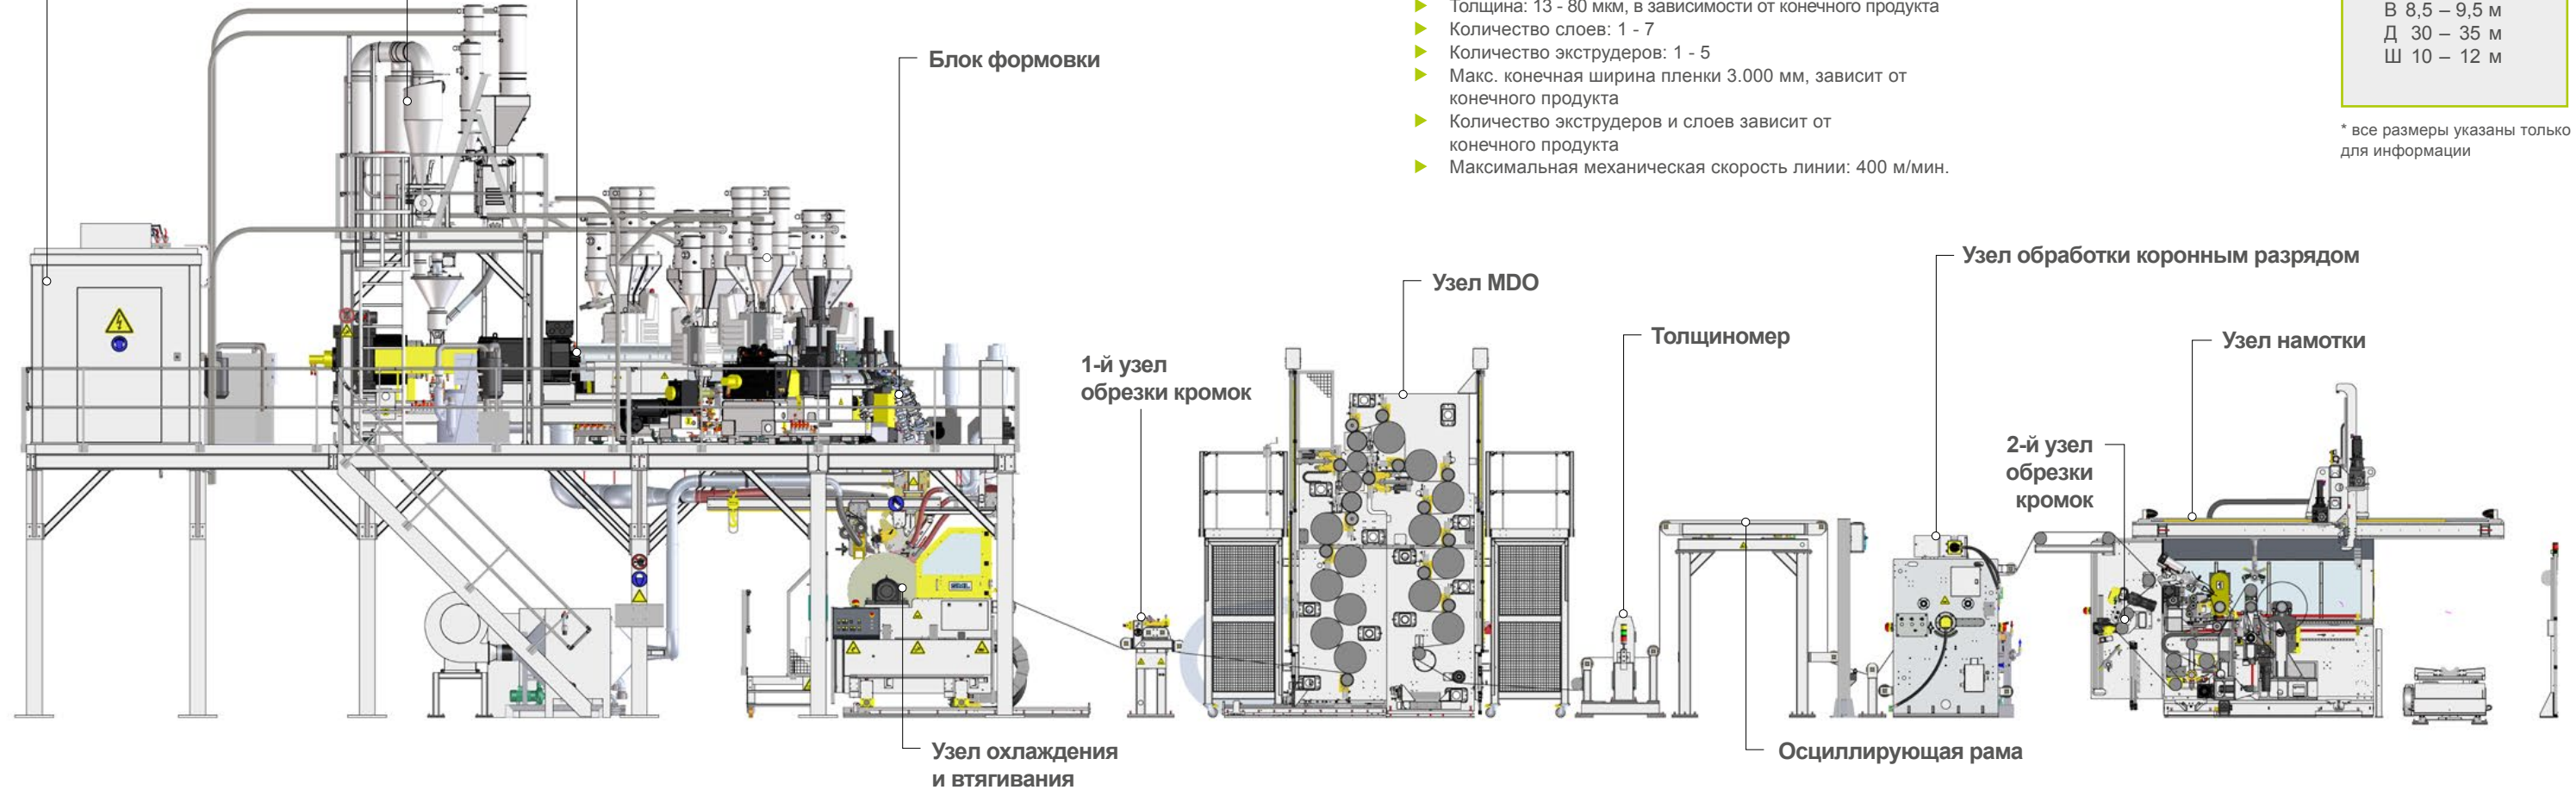 Толщина: 13 - 80 мкм, в зависимости от конечного продукта
Количество слоев: 1 - 7
Количество экструдеров: 1 - 5
Макс. конечная ширина пленки 3.000 мм, зависит от
конечного продукта
Количество экструдеров и слоев зависит от
конечного продукта
Максимальная механическая скорость линии: 400 м/мин.
В 8,5 – 9,5 м
Д 30 – 35 м
Ш 10 – 12 м
* все размеры указаны только
для информации
Блок формовки
1-й узел
обрезки кромок
Узел MDO
Толщиномер
Узел обработки коронным разрядом
Узел намотки
2-й узел
обрезки
кромок
Узел охлаждения
и втягивания
Осциллирующая рама